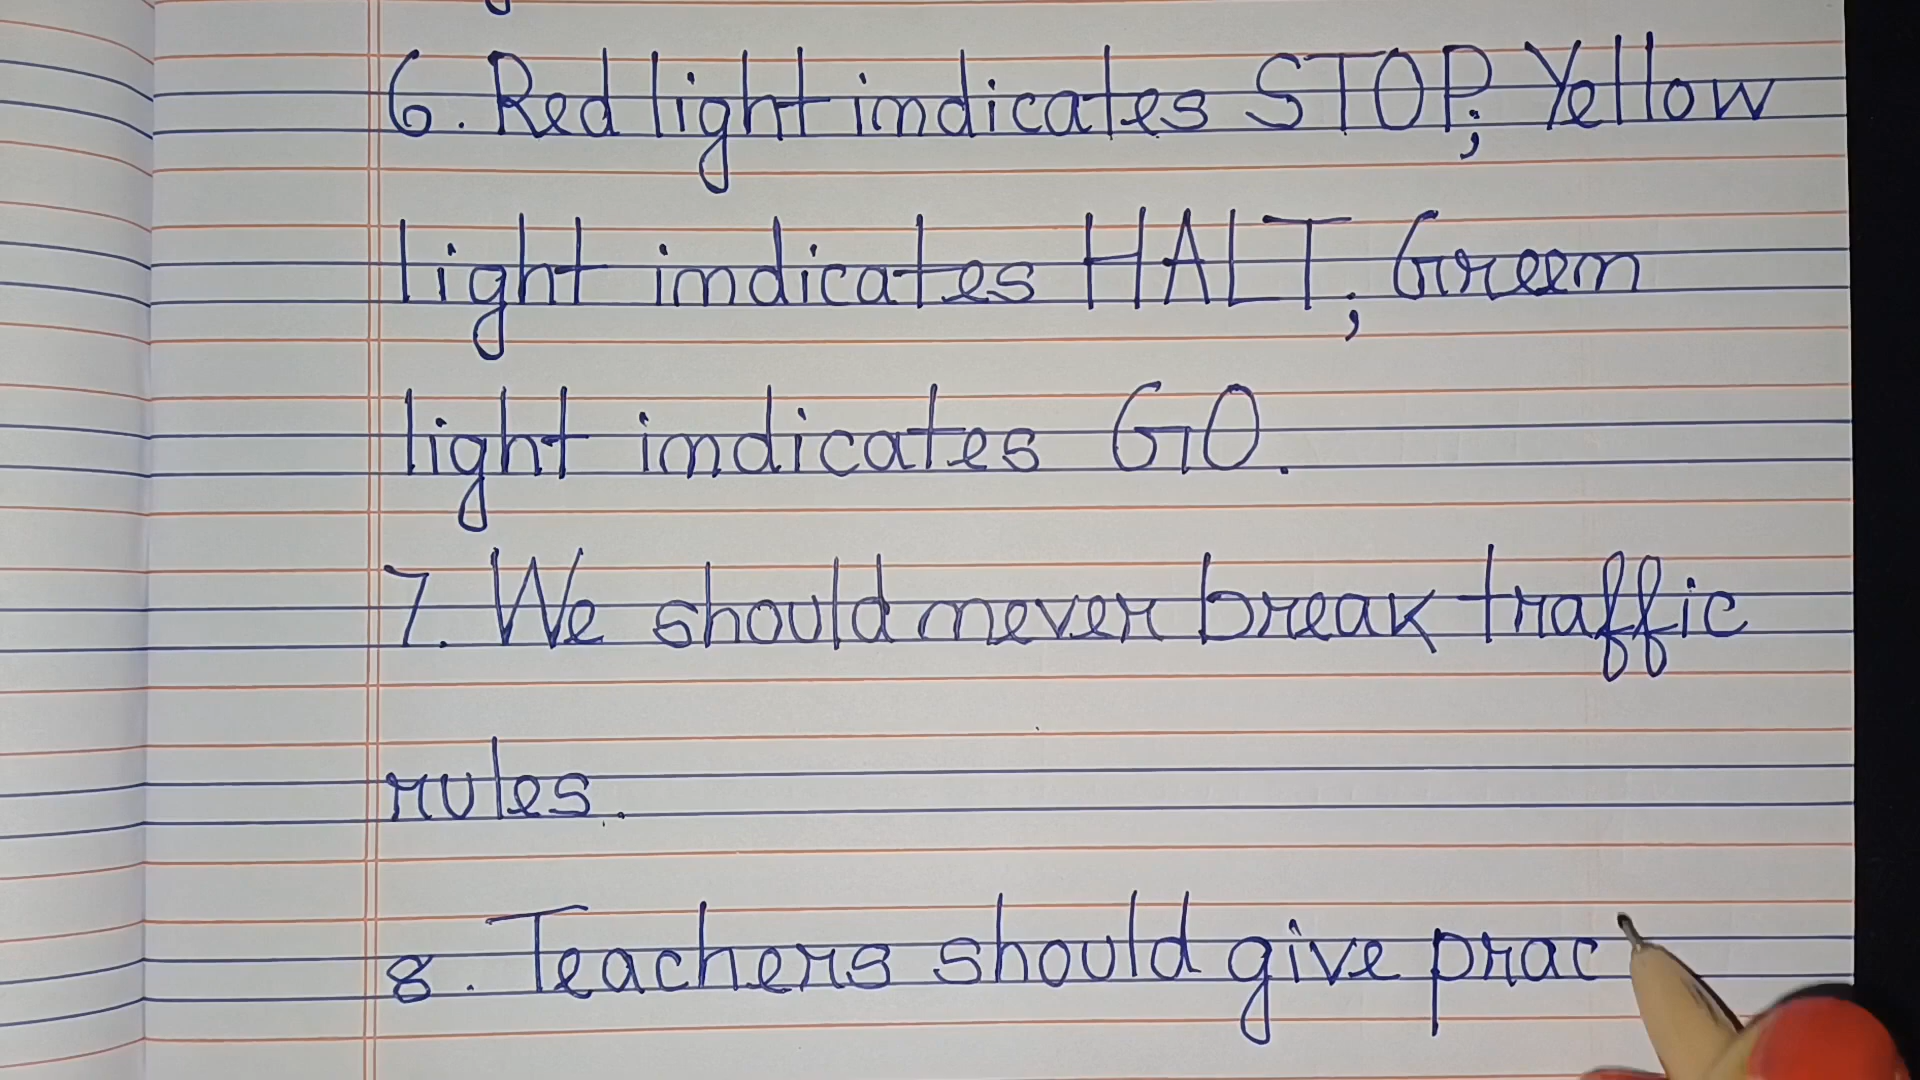 6. Red light indicates STOP; Yellow
light indicates HALT; Green
light indicates GO.
7. We should never break traffic
rules.
8. Teachers should give prac